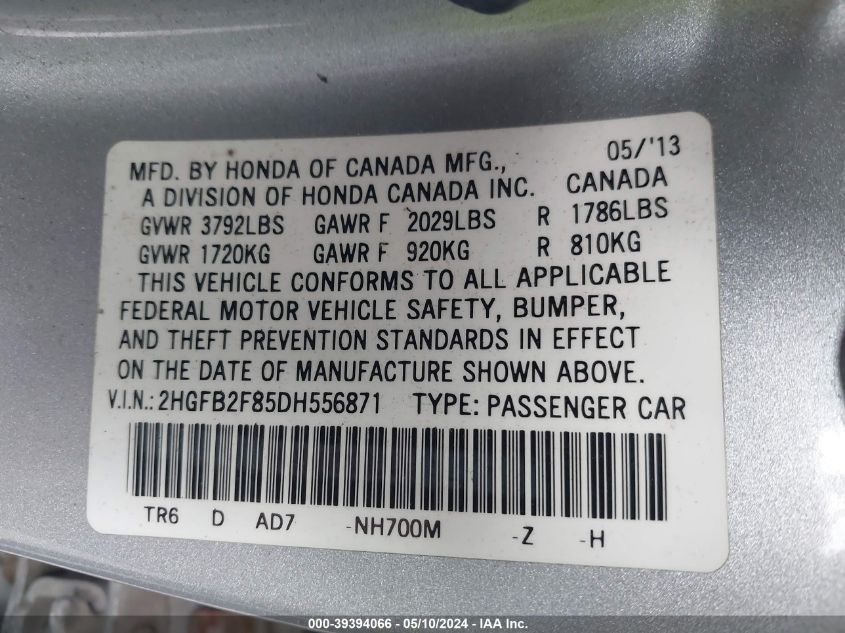 MFD. BY HONDA OF CANADA MFG., 05/'13
A DIVISION OF HONDA CANADA INC. CANADA
GVWR 3792LBS GAWR F 2029LBS R 1786LBS
GVWR 1720KG GAWR F 920KG R 810KG
THIS VEHICLE CONFORMS TO ALL APPLICABLE
FEDERAL MOTOR VEHICLE SAFETY, BUMPER,
AND THEFT PREVENTION STANDARDS IN EFFECT
ON THE DATE OF MANUFACTURE SHOWN ABOVE.
V.I.N.: 2HGFB2F85DH556871 TYPE: PASSENGER CAR
TR6 D AD7 -NH700M -Z -H
000-39394066 - 05/10/2024 - IAA Inc.